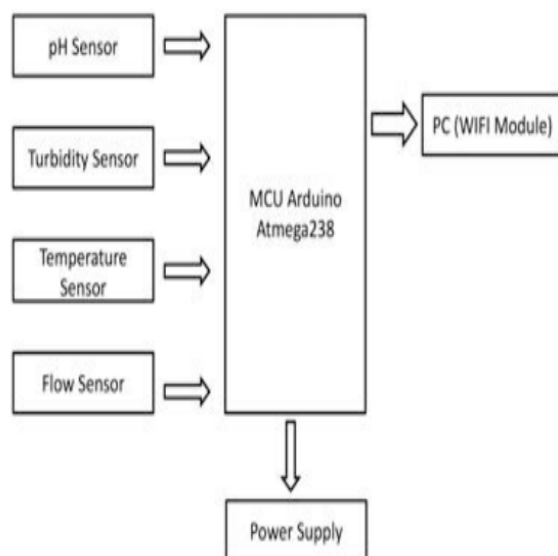 pH Sensor
Turbidity Sensor
Temperature
Sensor
Flow Sensor
MCU Arduino
Atmega238
PC (WIFI Module)
Power Supply